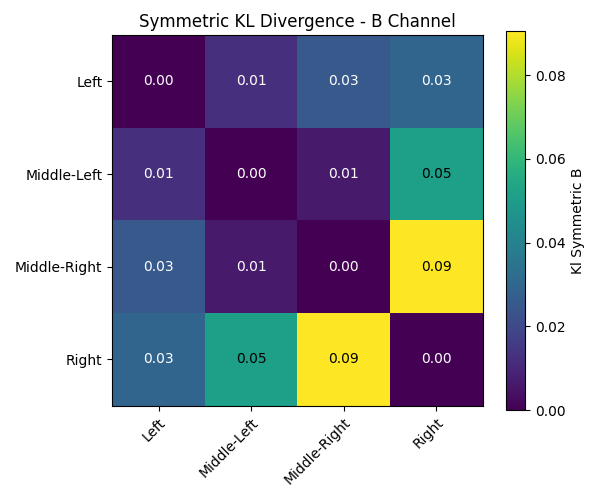 Symmetric KL Divergence - B Channel
Left 0.00 0.01 0.03 0.03
Middle-Left 0.01 0.00 0.01 0.05
Middle-Right 0.03 0.01 0.00 0.09
Right 0.03 0.05 0.09 0.00
Left Middle-Left Middle-Right Right
0.08
0.06
0.04
0.02
0.00
Kl Symmetric B